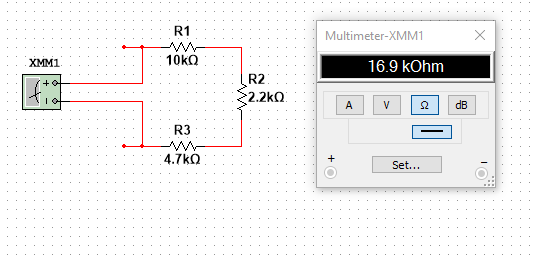 XMM1
R1
10kΩ
R2
2.2kΩ
R3
4.7kΩ
Multimeter-XMM1
16.9 kOhm
A V Ω dB
Set...
+ −